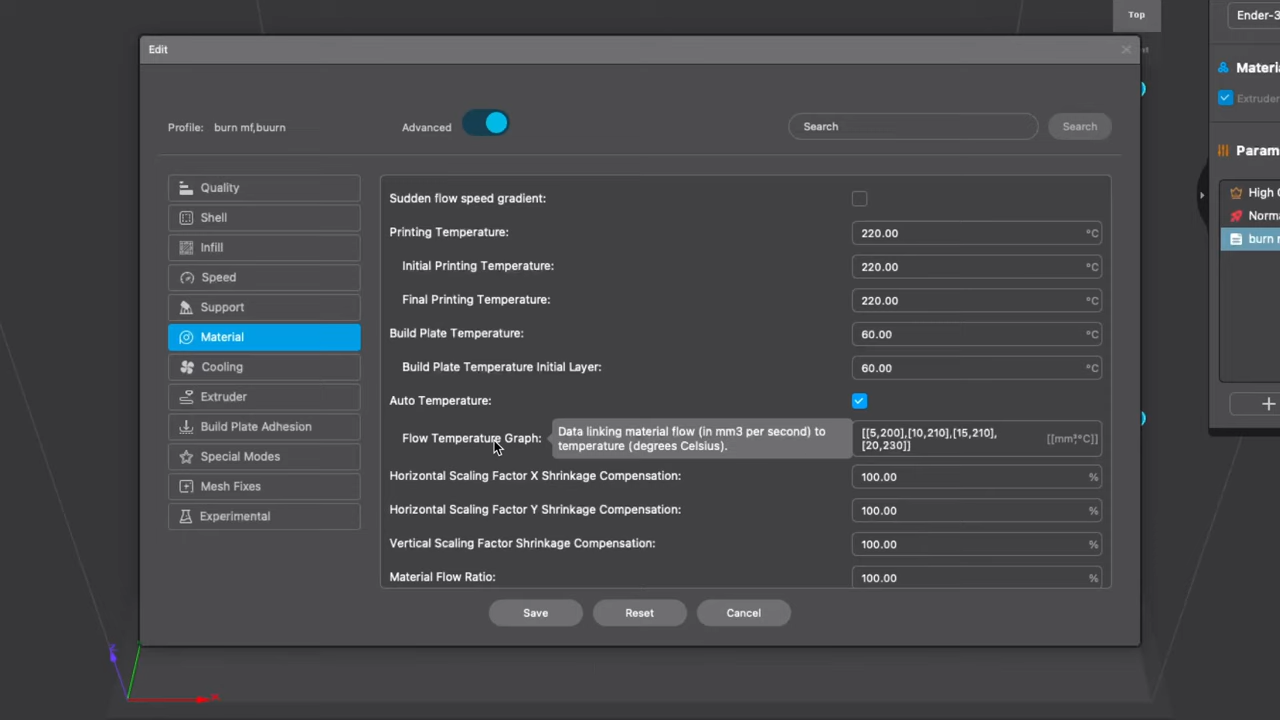 Top
Ender-3
Edit
Materia
Profile: burn mf,buurn
Advanced
Search
Search
Extruder
Param
Quality
Shell
Infill
Speed
Support
Material
Cooling
Extruder
Build Plate Adhesion
Special Modes
Mesh Fixes
Experimental
Sudden flow speed gradient:
Printing Temperature: 220.00 °C
Initial Printing Temperature: 220.00 °C
Final Printing Temperature: 220.00 °C
Build Plate Temperature: 60.00 °C
Build Plate Temperature Initial Layer: 60.00 °C
Auto Temperature:
Flow Temperature Graph:
Data linking material flow (in mm3 per second) to
temperature (degrees Celsius).
[[5,200],[10,210],[15,210],
[20,230]]
[[mm³,°C]]
Horizontal Scaling Factor X Shrinkage Compensation: 100.00 %
Horizontal Scaling Factor Y Shrinkage Compensation: 100.00 %
Vertical Scaling Factor Shrinkage Compensation: 100.00 %
Material Flow Ratio: 100.00 %
Save
Reset
Cancel
High
Norma
burn
+